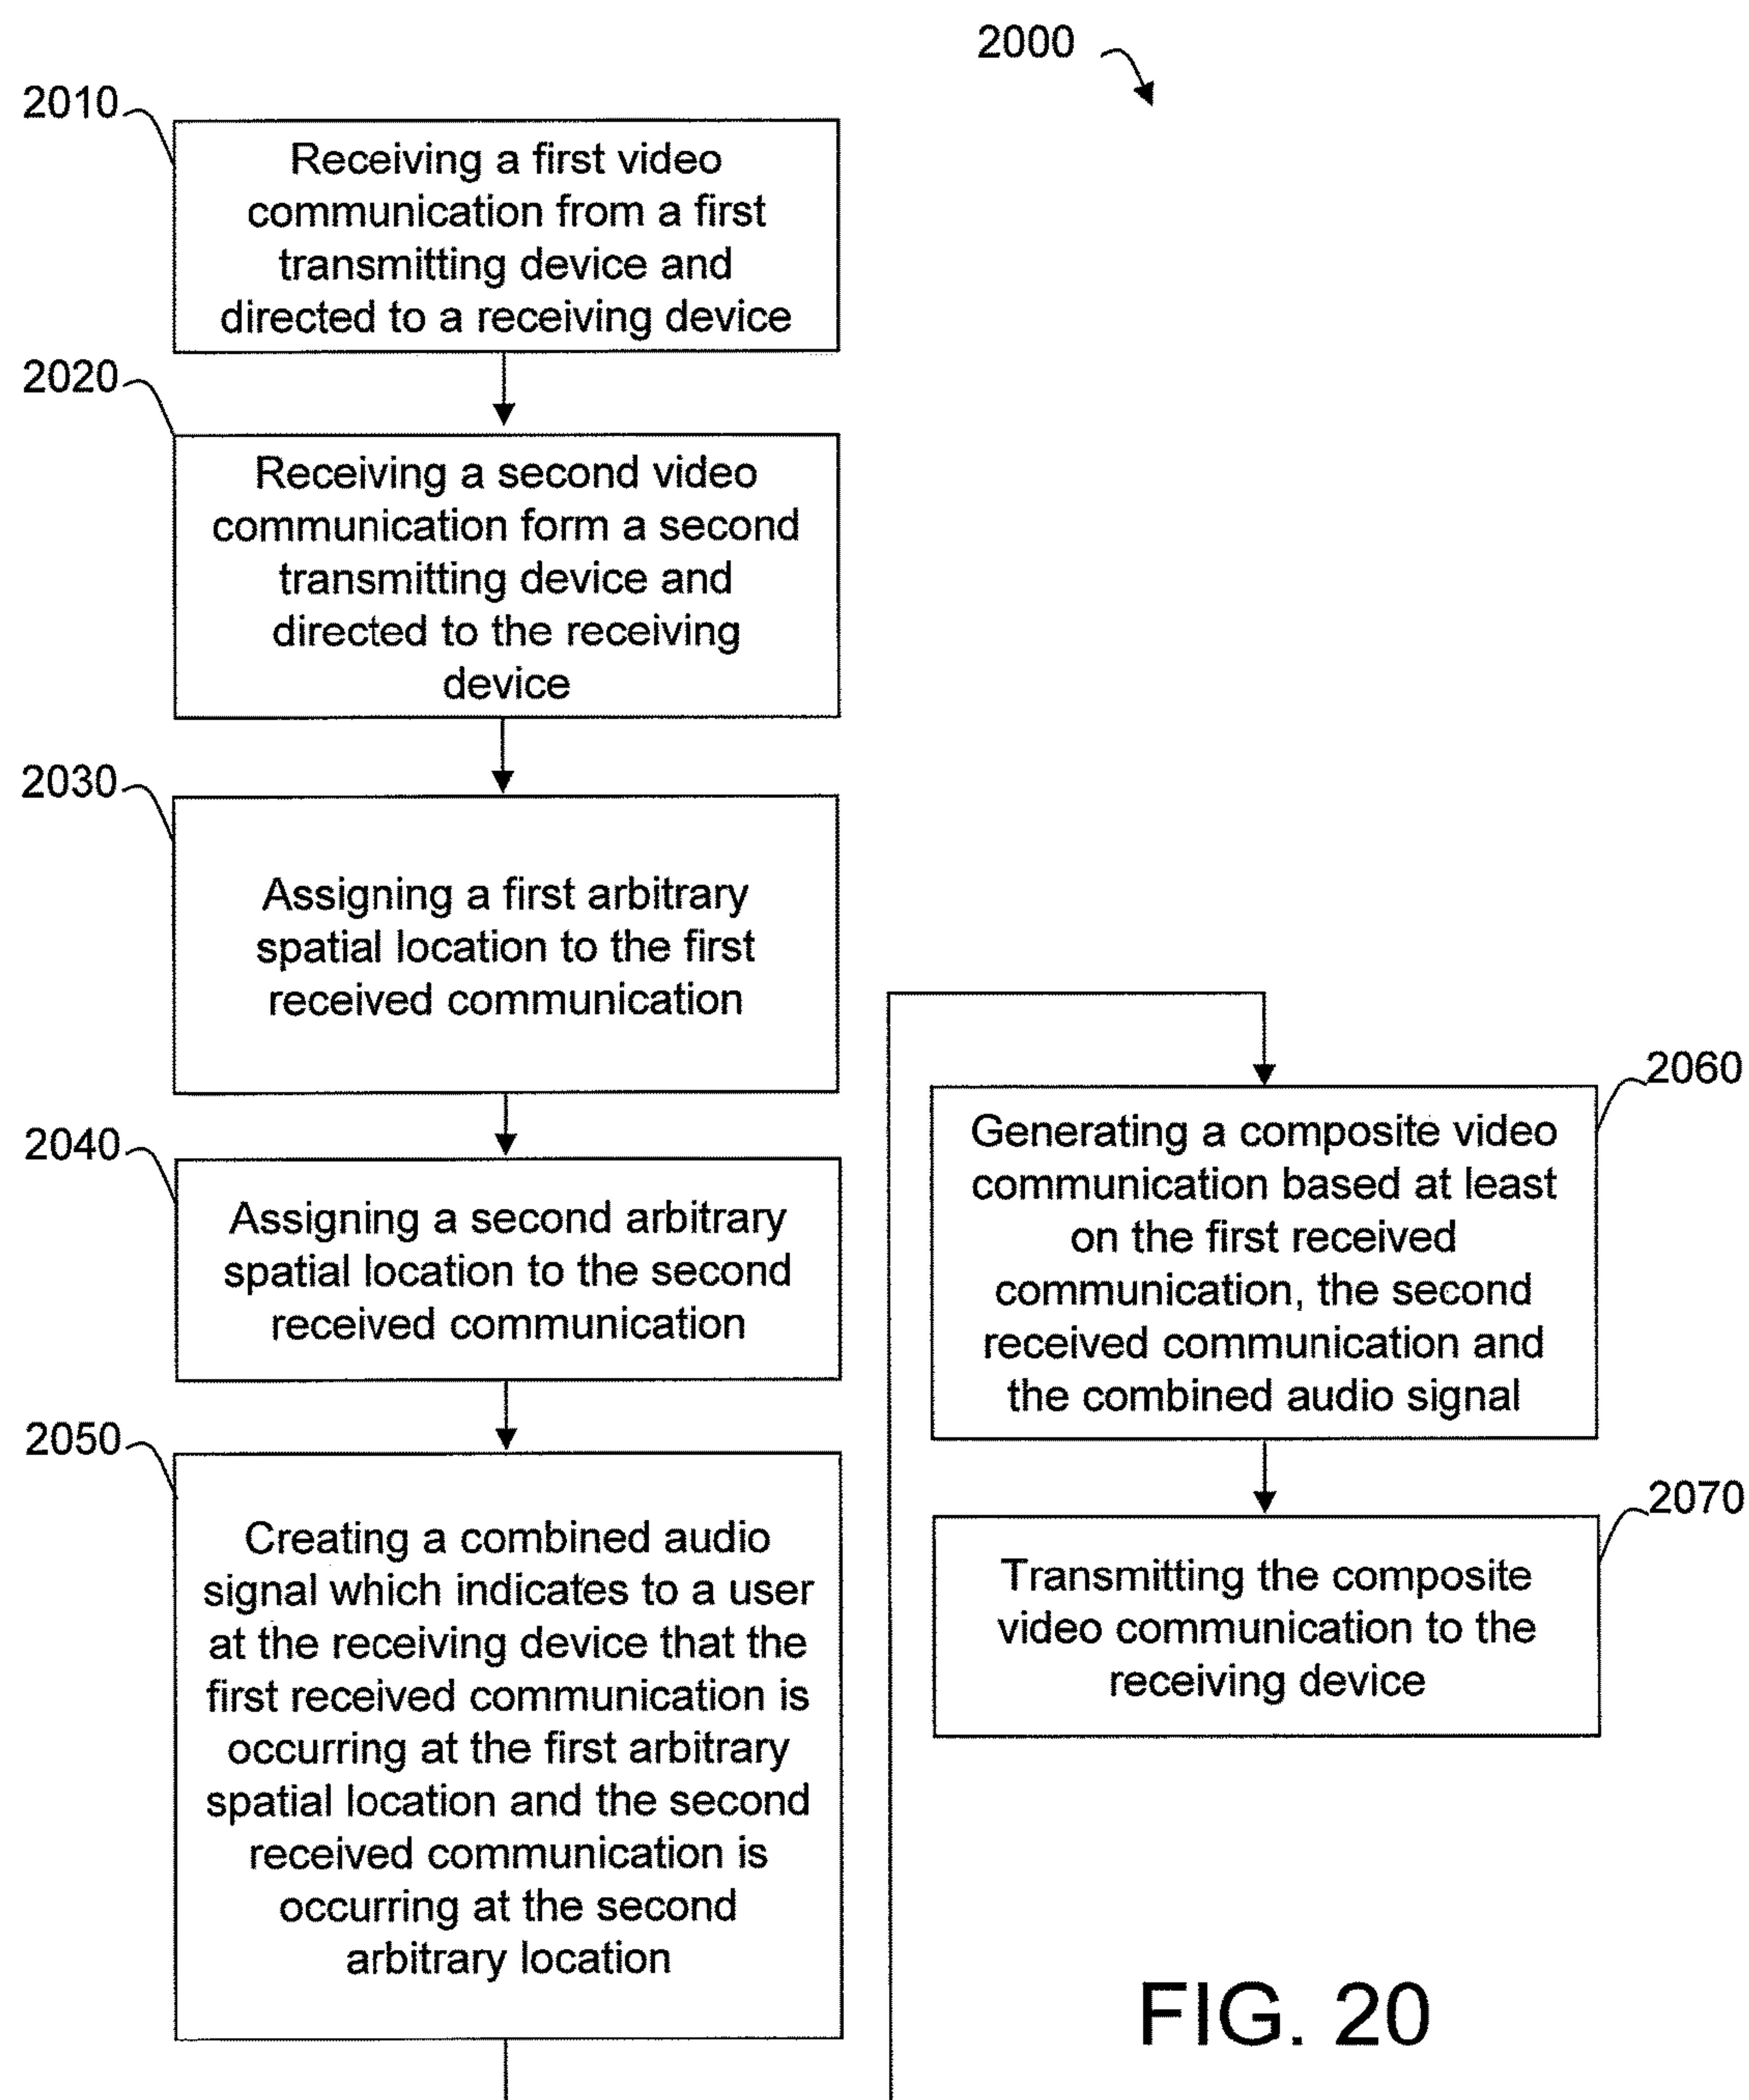 2000
2010
Receiving a first video
communication from a first
transmitting device and
directed to a receiving device
2020
Receiving a second video
communication form a second
transmitting device and
directed to the receiving
device
2030
Assigning a first arbitrary
spatial location to the first
received communication
2040
Assigning a second arbitrary
spatial location to the second
received communication
2050
Creating a combined audio
signal which indicates to a user
at the receiving device that the
first received communication is
occurring at the first arbitrary
spatial location and the second
received communication is
occurring at the second
arbitrary location
2060
Generating a composite video
communication based at least
on the first received
communication, the second
received communication and
the combined audio signal
2070
Transmitting the composite
video communication to the
receiving device
FIG. 20